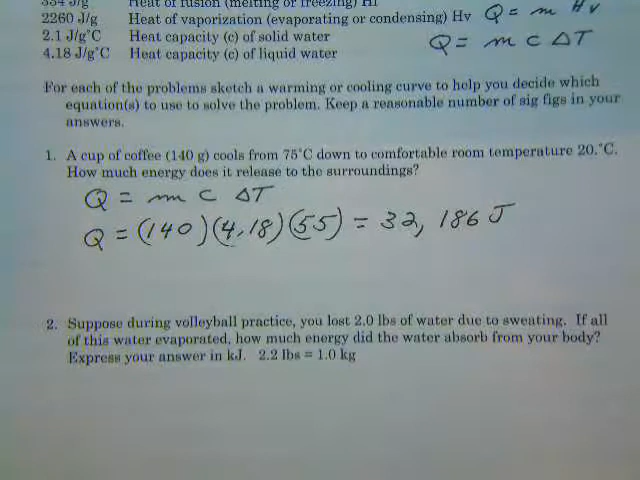 334 J/g Heat of fusion (melting or freezing) Hf
2260 J/g Heat of vaporization (evaporating or condensing) Hv Q = m Hv
2.1 J/g°C Heat capacity (c) of solid water
4.18 J/g°C Heat capacity (c) of liquid water Q = m C ΔT
For each of the problems sketch a warming or cooling curve to help you decide which
equation(s) to use to solve the problem. Keep a reasonable number of sig figs in your
answers.
1. A cup of coffee (140 g) cools from 75°C down to comfortable room temperature 20.°C.
How much energy does it release to the surroundings?
Q = m C ΔT
Q = (140)(4.18)(55) = 32,186 J
2. Suppose during volleyball practice, you lost 2.0 lbs of water due to sweating. If all
of this water evaporated, how much energy did the water absorb from your body?
Express your answer in kJ. 2.2 lbs = 1.0 kg